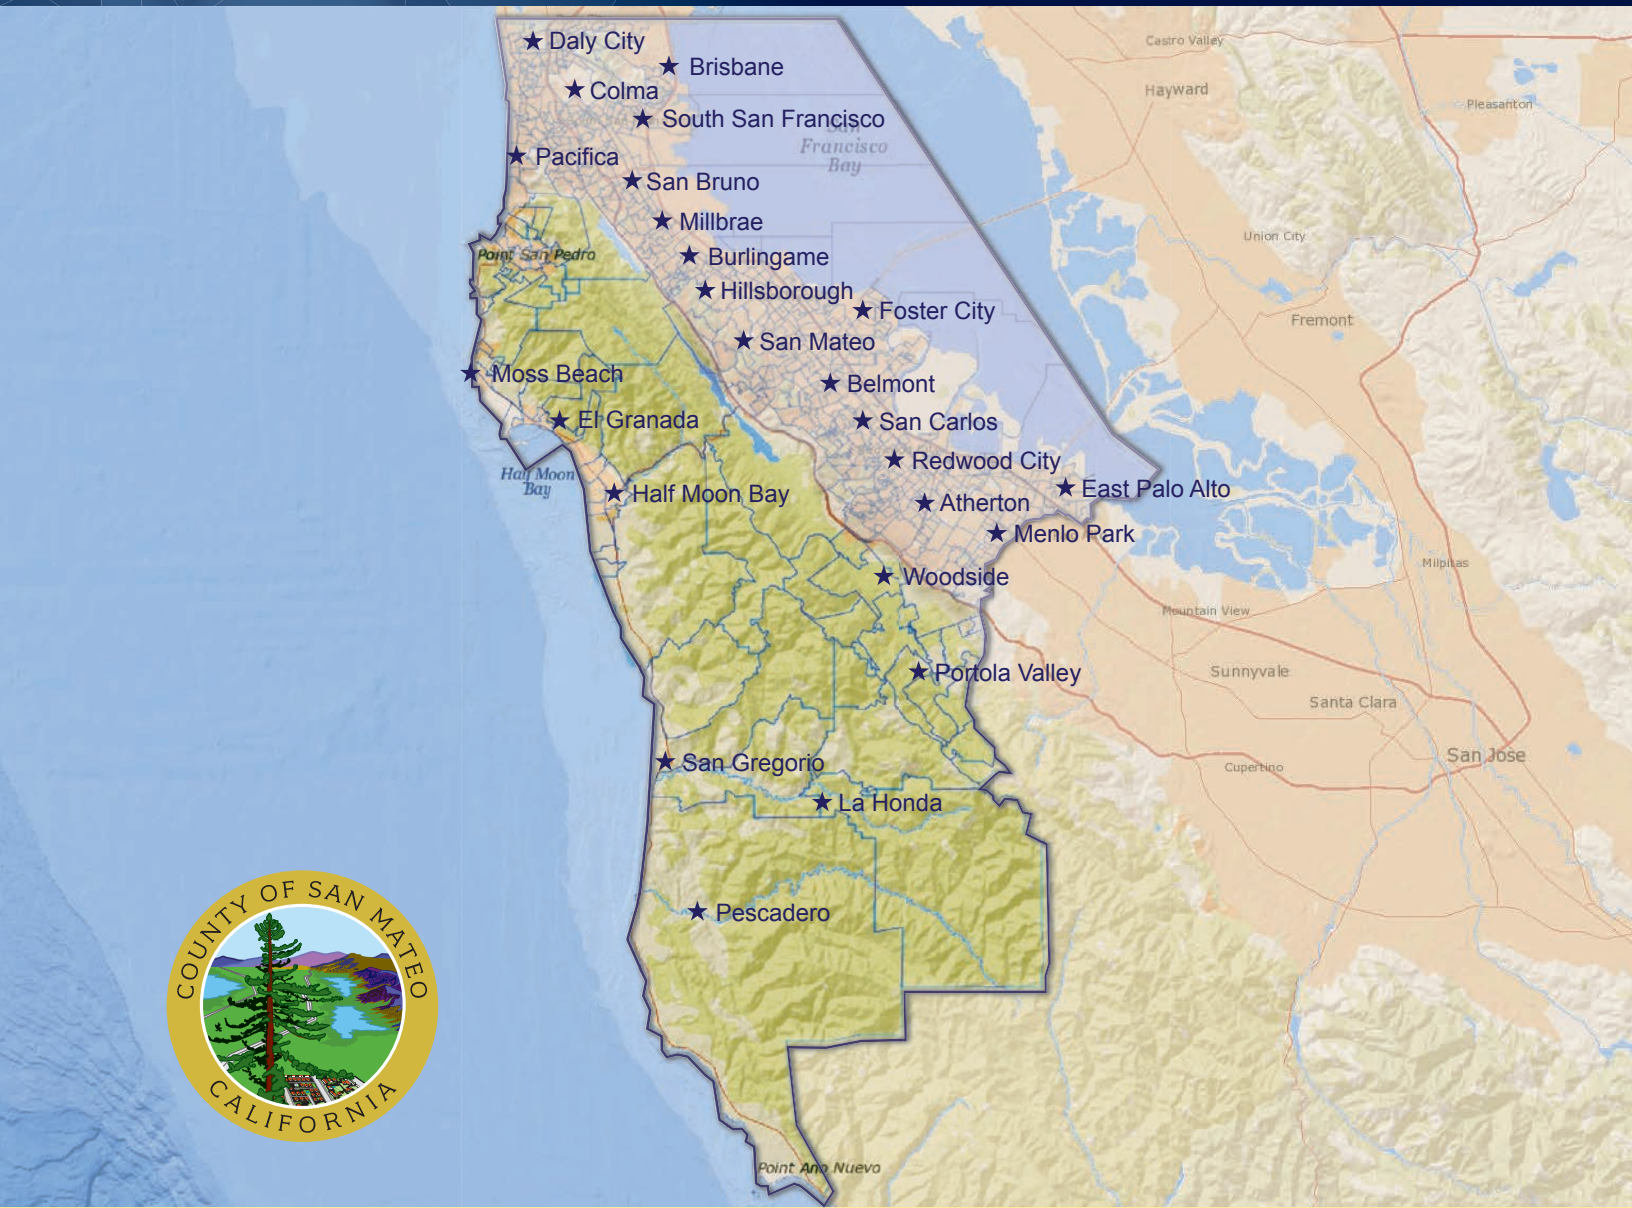 Daly City
Castro Valley
Brisbane
Colma
Hayward
Pleasanton
South San Francisco
San
Francisco
Bay
Pacifica
San Bruno
Millbrae
Union City
Point San Pedro
Burlingame
Hillsborough
Foster City
Fremont
San Mateo
Moss Beach
Belmont
El Granada
San Carlos
Redwood City
Half Moon
Bay
Half Moon Bay
East Palo Alto
Atherton
Menlo Park
Milpitas
Woodside
Mountain View
Portola Valley
Sunnyvale
Santa Clara
San Jose
San Gregorio
Cupertino
La Honda
Pescadero
COUNTY OF SAN MATEO
CALIFORNIA
Point Ano Nuevo